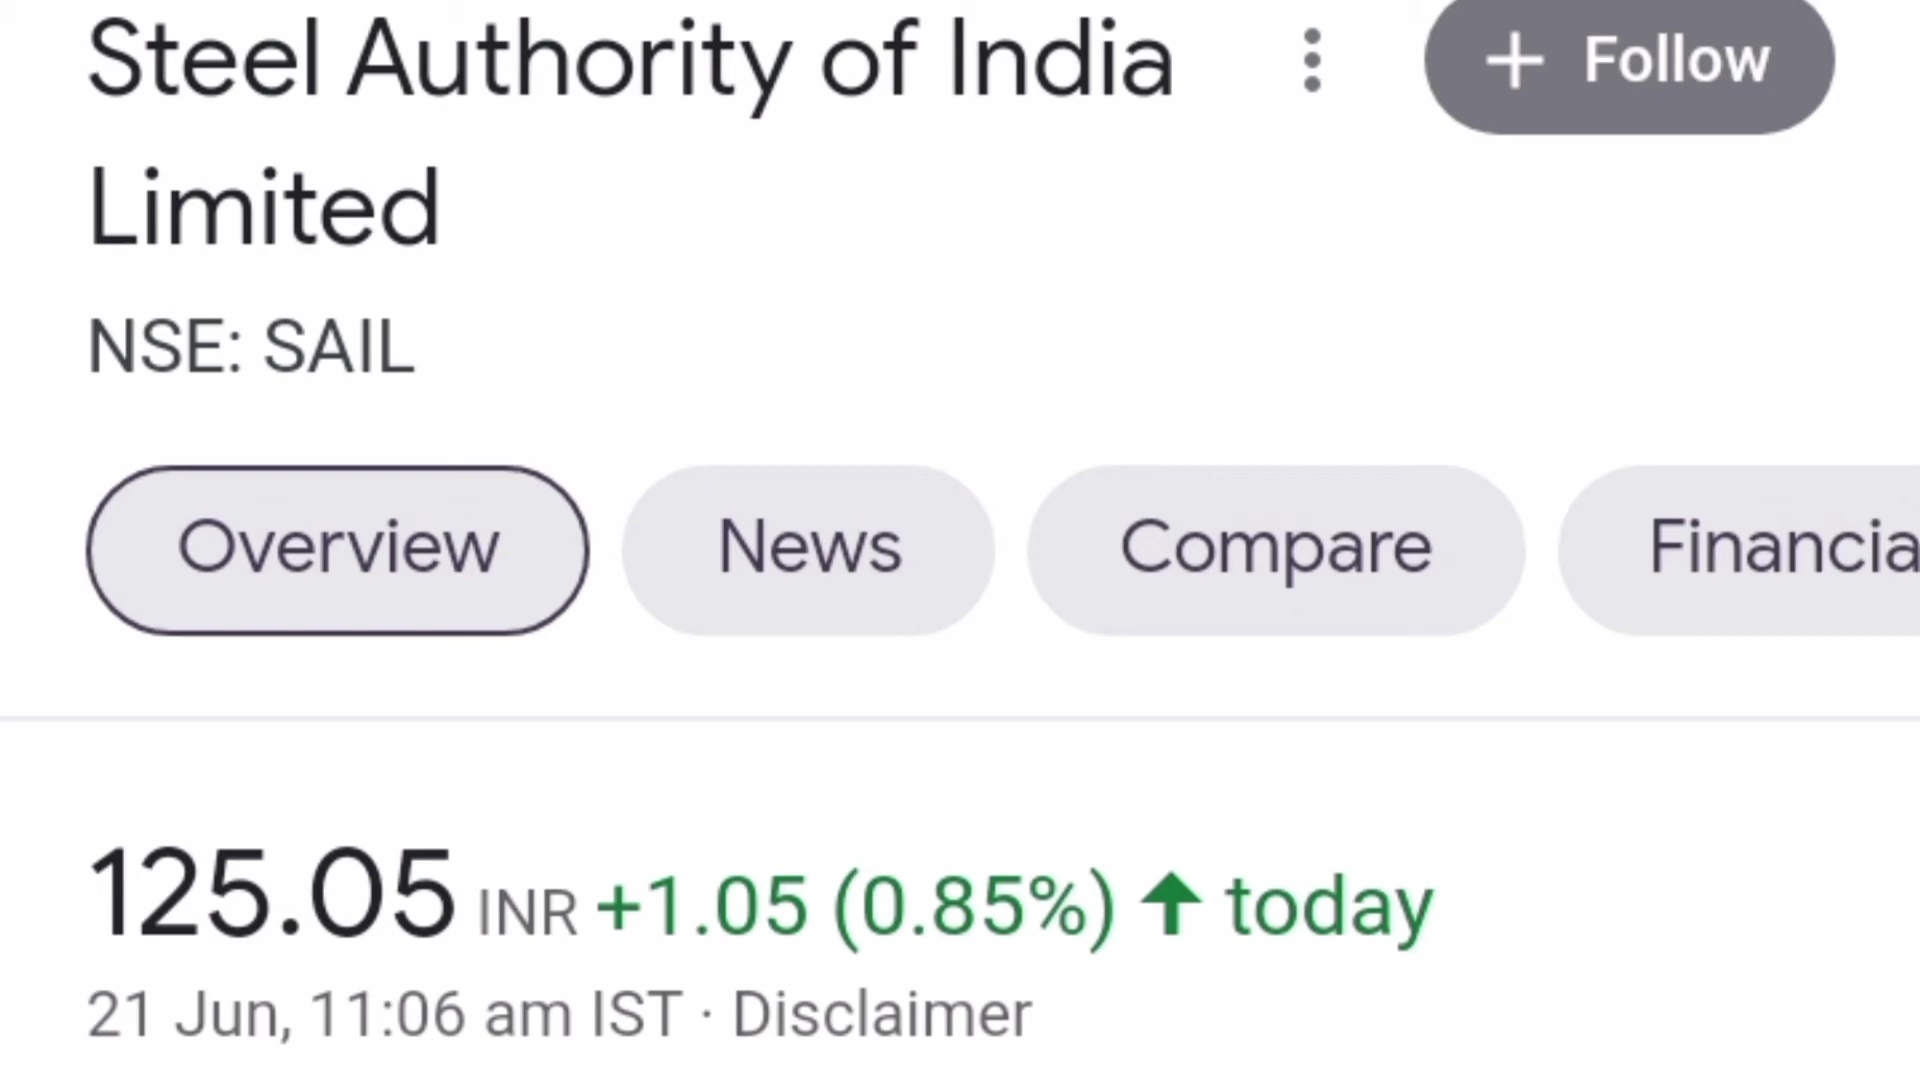 Steel Authority of India
Limited
+ Follow
NSE: SAIL
Overview News Compare Financia
125.05 INR +1.05 (0.85%) ↑ today
21 Jun, 11:06 am IST · Disclaimer